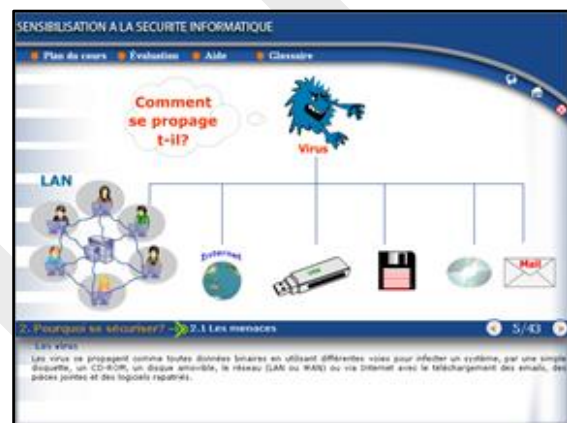 SENSIBILISATION A LA SECURITE INFORMATIQUE
Plan du cours Évaluation Aide Glossaire
Comment
se propage
t-il?
Virus
LAN
Internet
Mail
2. Pourquoi se sécuriser? 2.1 Les menaces 5/43
Les virus
Les virus se propagent comme toutes données binaires en utilisant différentes voies pour infecter un système, par une simple
disquette, un CD-ROM, un disque amovible, le réseau (LAN ou WAN) ou via Internet avec le téléchargement des emails, des
pièces jointes et des logiciels rapatriés.